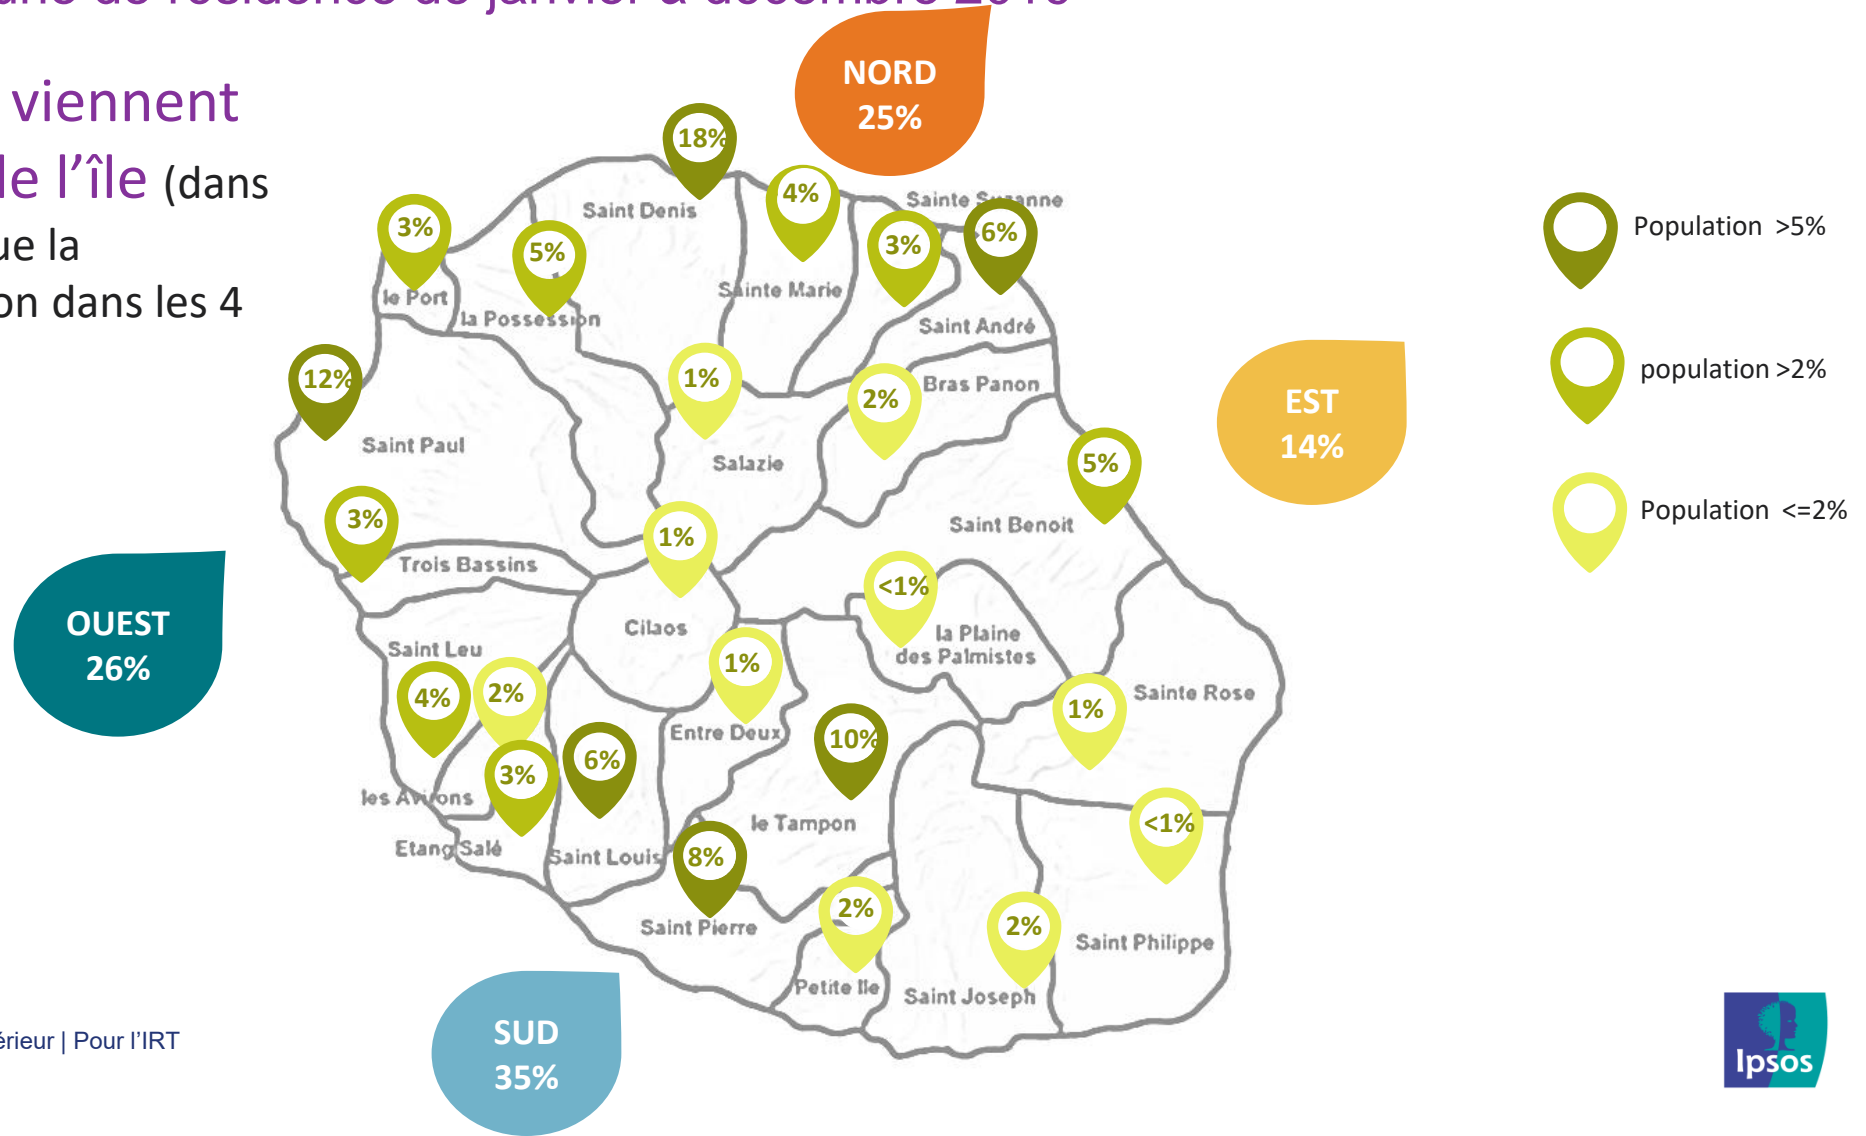 de résidence de janvier à décembre
viennent
l'île (dans
la
dans les 4
NORD
25%
OUEST
26%
SUD
35%
EST
14%
18%
4%
3%
6%
3%
5%
12%
3%
1%
2%
5%
1%
<1%
1%
1%
<1%
4%
2%
3%
6%
10%
8%
2%
2%
Saint Denis
Sainte Suzanne
Sainte Marie
le Port
la Possession
Saint André
Bras Panon
Saint Paul
Salazie
Saint Benoit
Trois Bassins
Cilaos
la Plaine
des Palmistes
Saint Leu
Sainte Rose
Entre Deux
les Avirons
le Tampon
Etang Salé
Saint Louis
Saint Pierre
Saint Philippe
Petite Ile
Saint Joseph
Population >5%
population >2%
Population <=2%
| Pour l'IRT
Ipsos